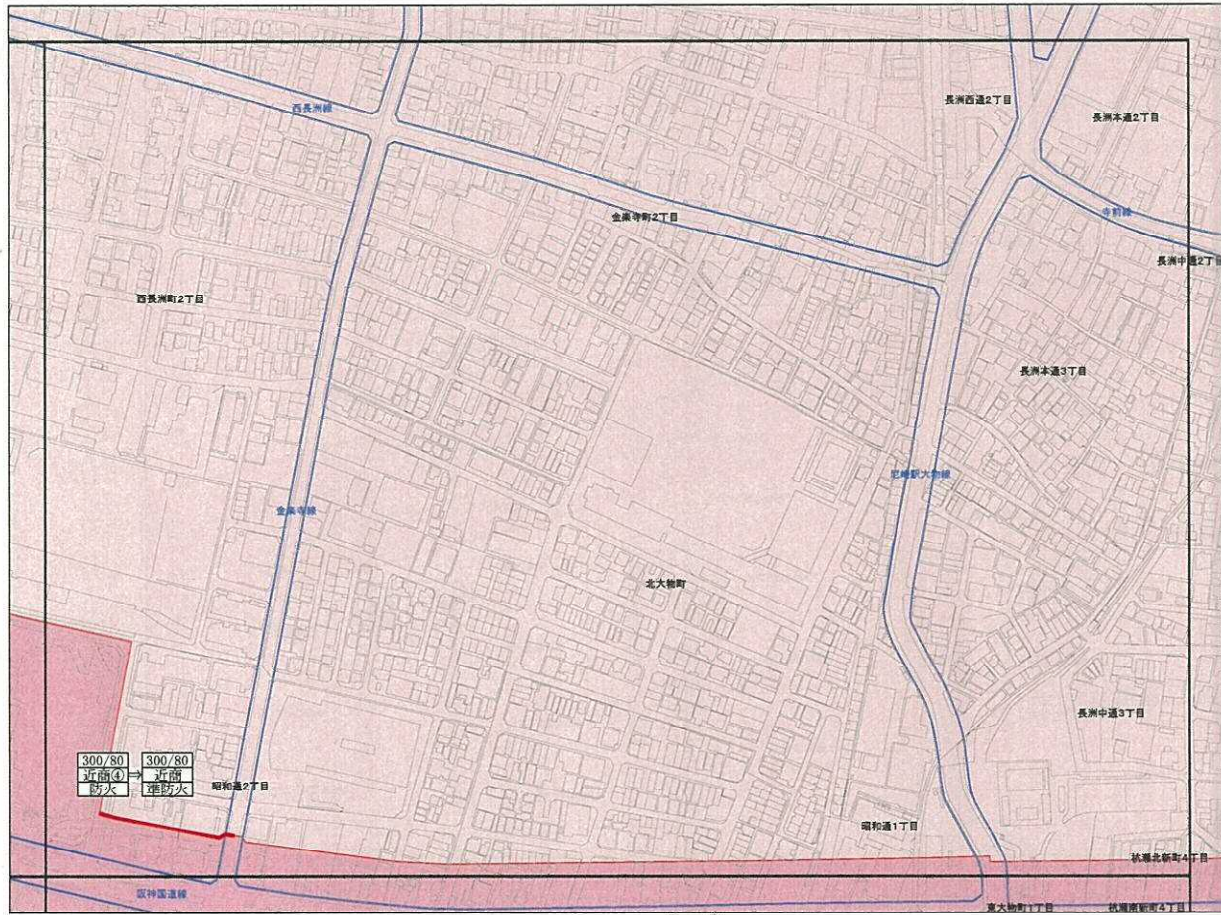 長洲西通2丁目
西長洲線
長洲本通2丁目
金楽寺町2丁目
寺前線
長洲中通2丁目
西長洲町2丁目
長洲本通3丁目
尼崎駅大物線
金楽寺線
北大物町
長洲中通3丁目
300/80
近商④
防火
⇒
300/80
近商
準防火
昭和通2丁目
昭和通1丁目
杭瀬北新町4丁目
阪神国道線
東大物町1丁目
杭瀬南新町4丁目